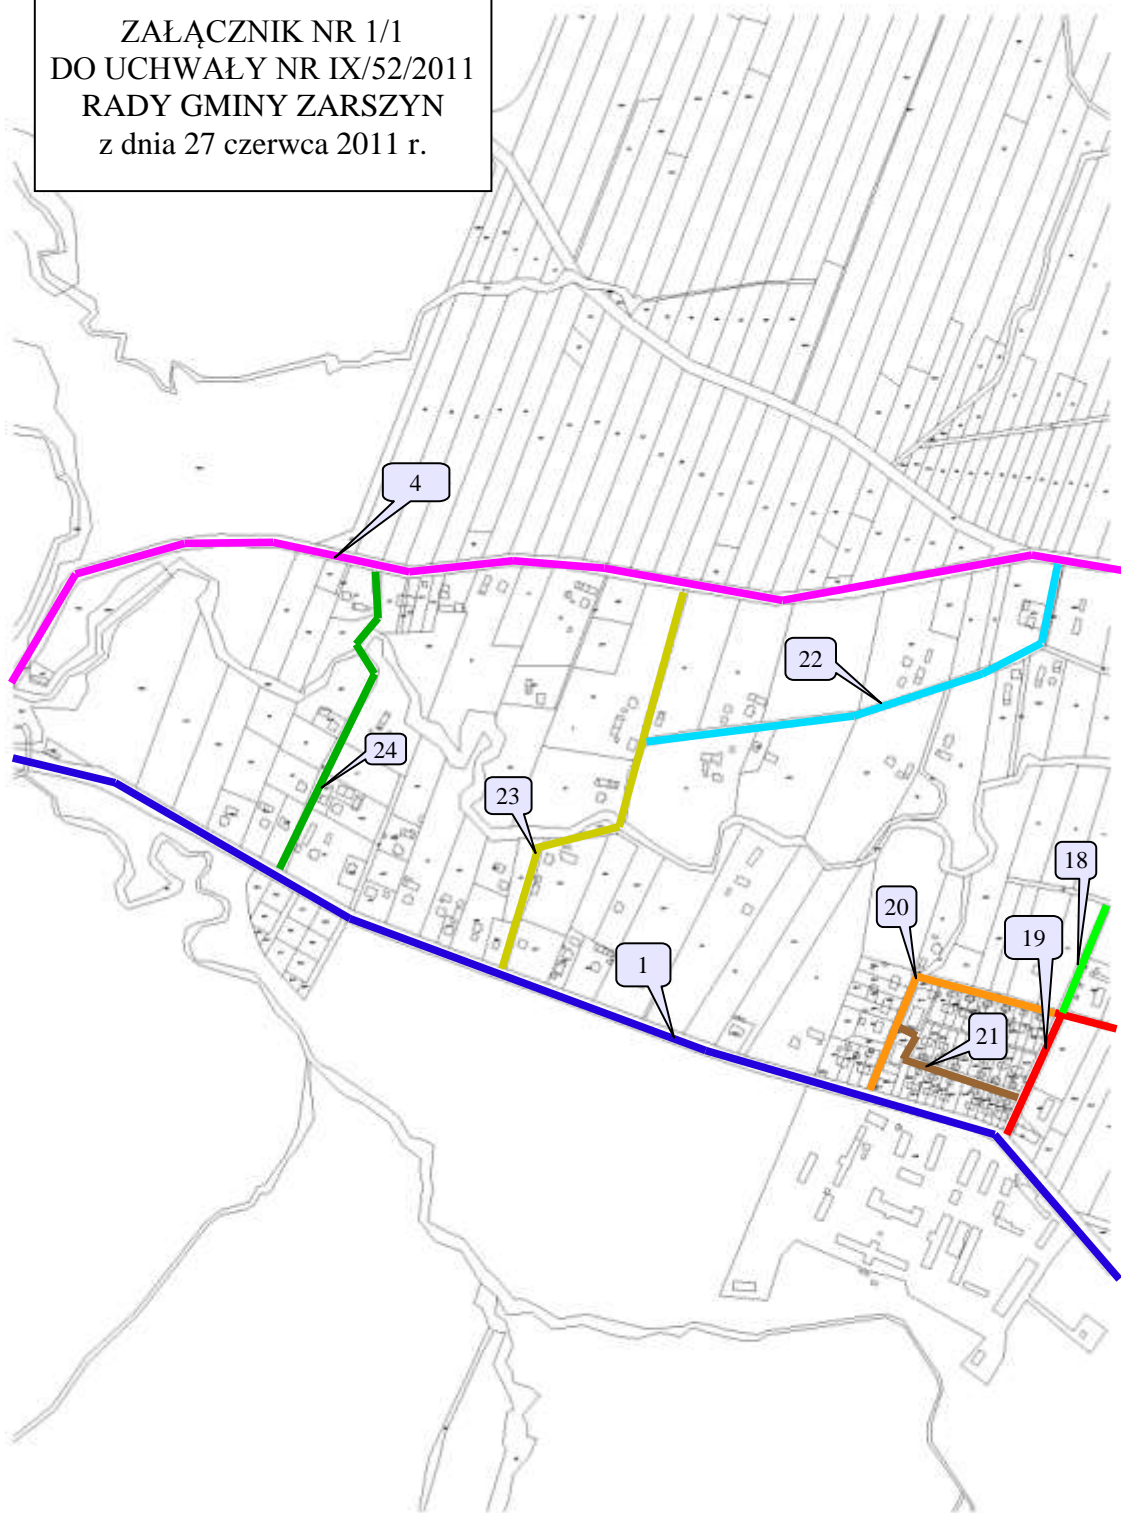 ZAŁĄCZNIK NR 1/1
DO UCHWAŁY NR IX/52/2011
RADY GMINY ZARSZYN
z dnia 27 czerwca 2011 r.
4
22
24
23
18
20
19
1
21